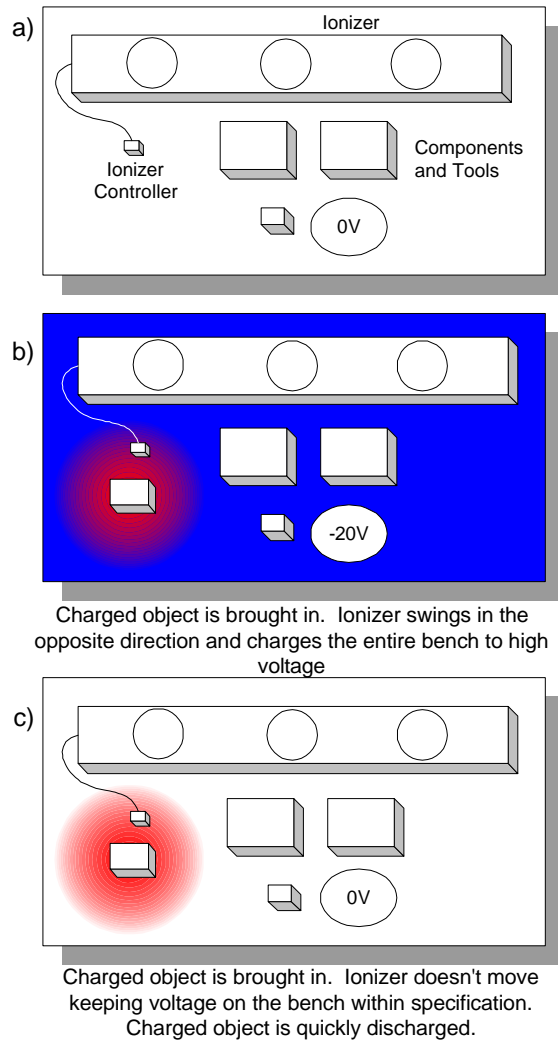 a)
Ionizer
Ionizer
Controller
Components
and Tools
0V
b)
-20V
Charged object is brought in.  Ionizer swings in the
opposite direction and charges the entire bench to high
voltage
c)
0V
Charged object is brought in.  Ionizer doesn't move
keeping voltage on the bench within specification.
Charged object is quickly discharged.